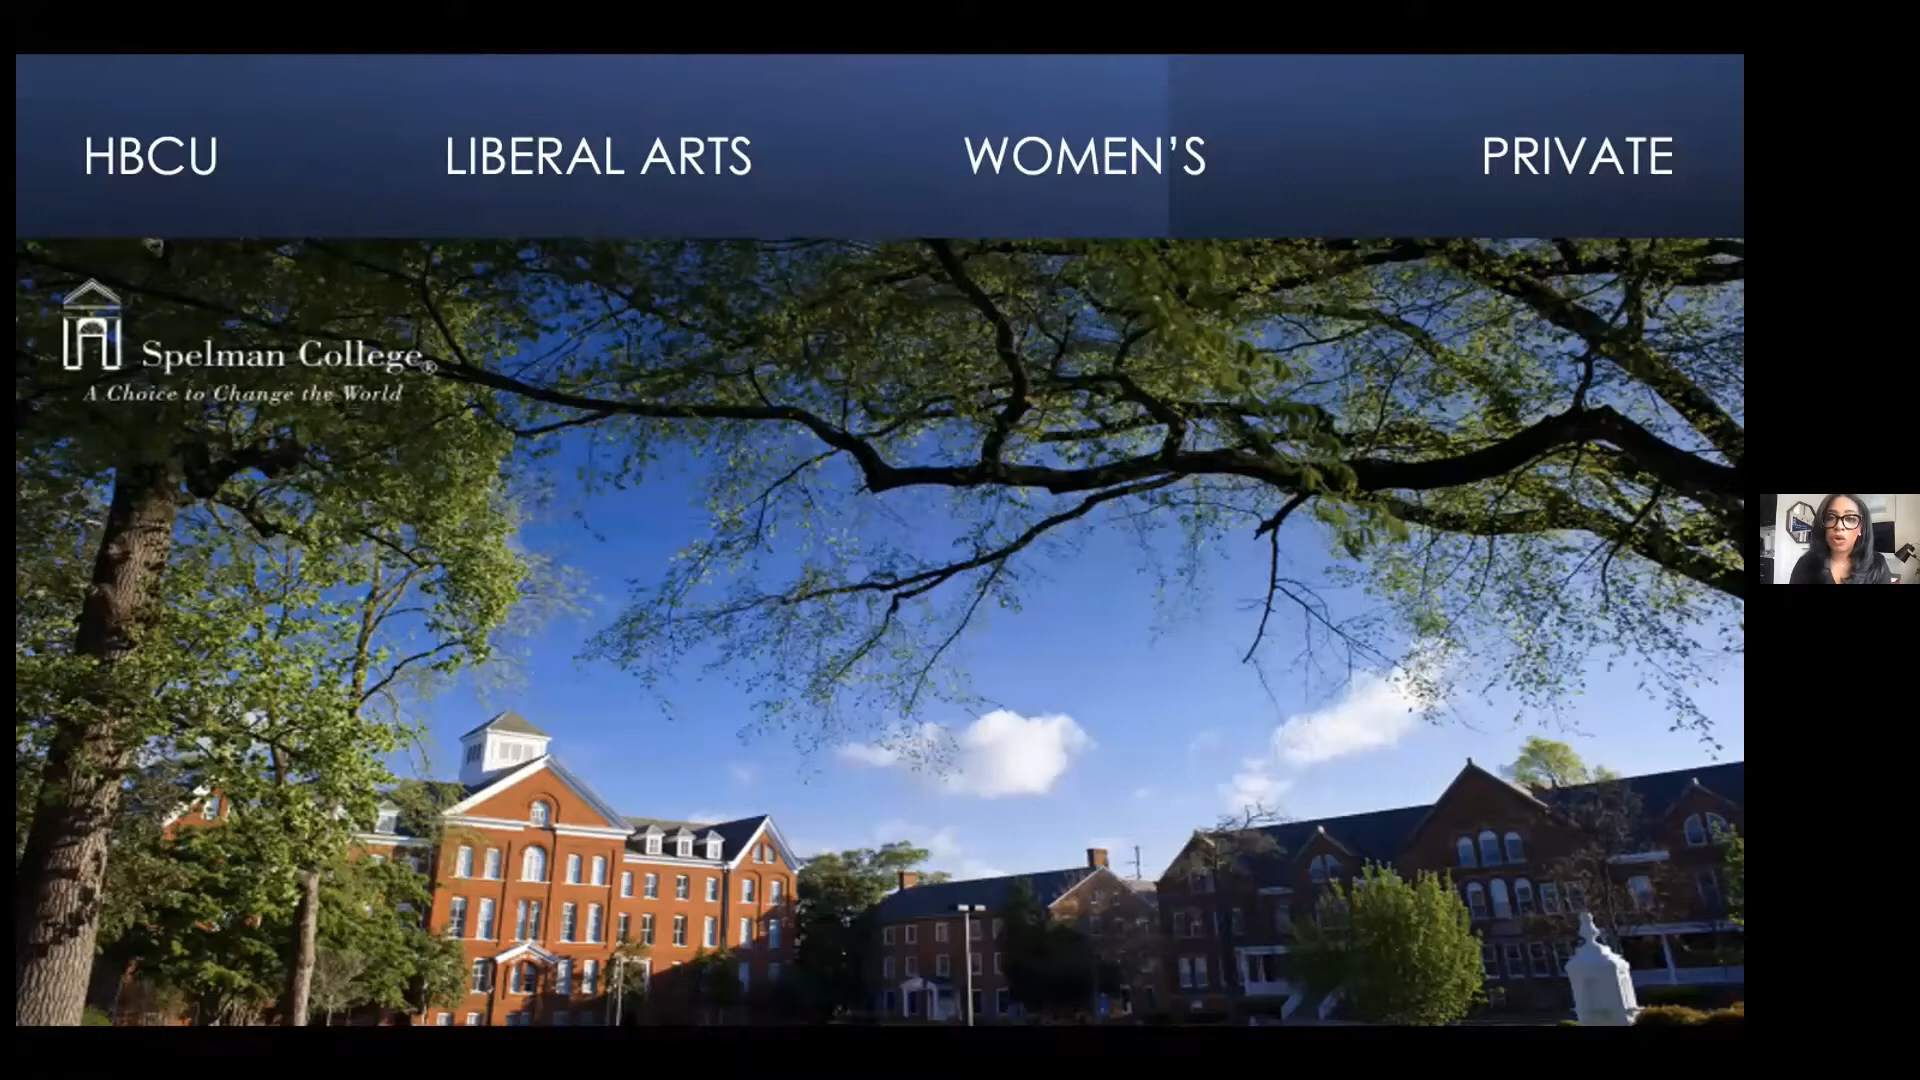 HBCU LIBERAL ARTS WOMEN’S PRIVATE
Spelman College®
A Choice to Change the World